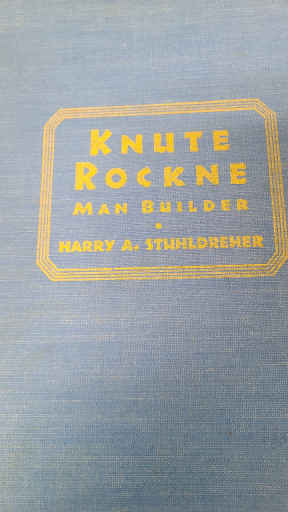 KNUTE
ROCKNE
MAN BUILDER
•
HARRY A. STUHLDREHER